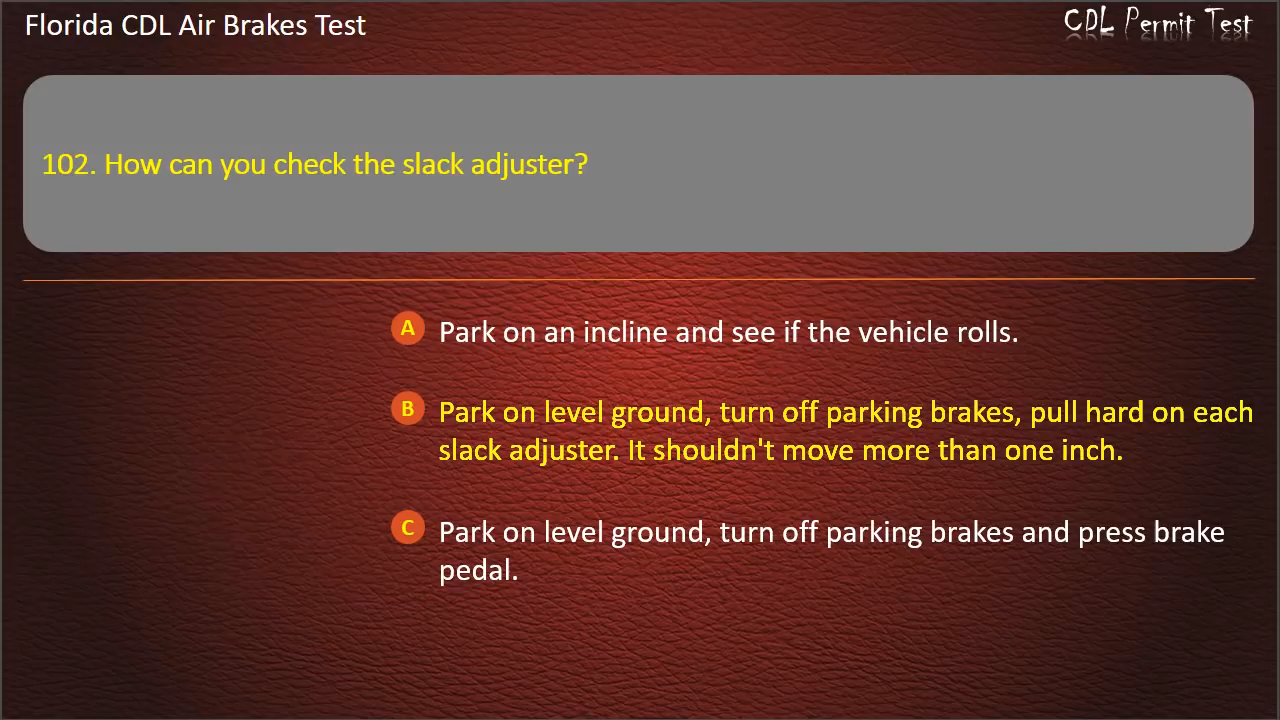 Florida CDL Air Brakes Test
CDL Permit Test
102. How can you check the slack adjuster?
A Park on an incline and see if the vehicle rolls.
B Park on level ground, turn off parking brakes, pull hard on each
slack adjuster. It shouldn't move more than one inch.
C Park on level ground, turn off parking brakes and press brake
pedal.